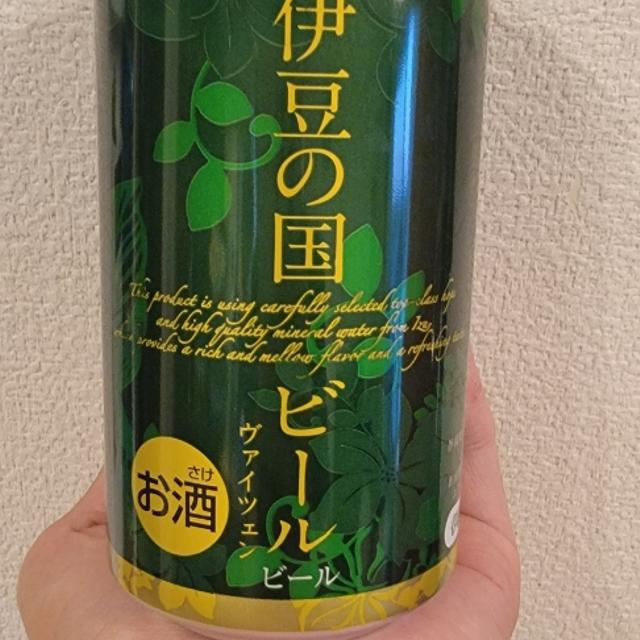 伊豆の国
ビール
ヴァイツェン
This product is using carefully selected top-class hops
and high quality mineral water from Izu,
provides a rich and mellow flavor and a refreshing
さけ
お酒
ビール